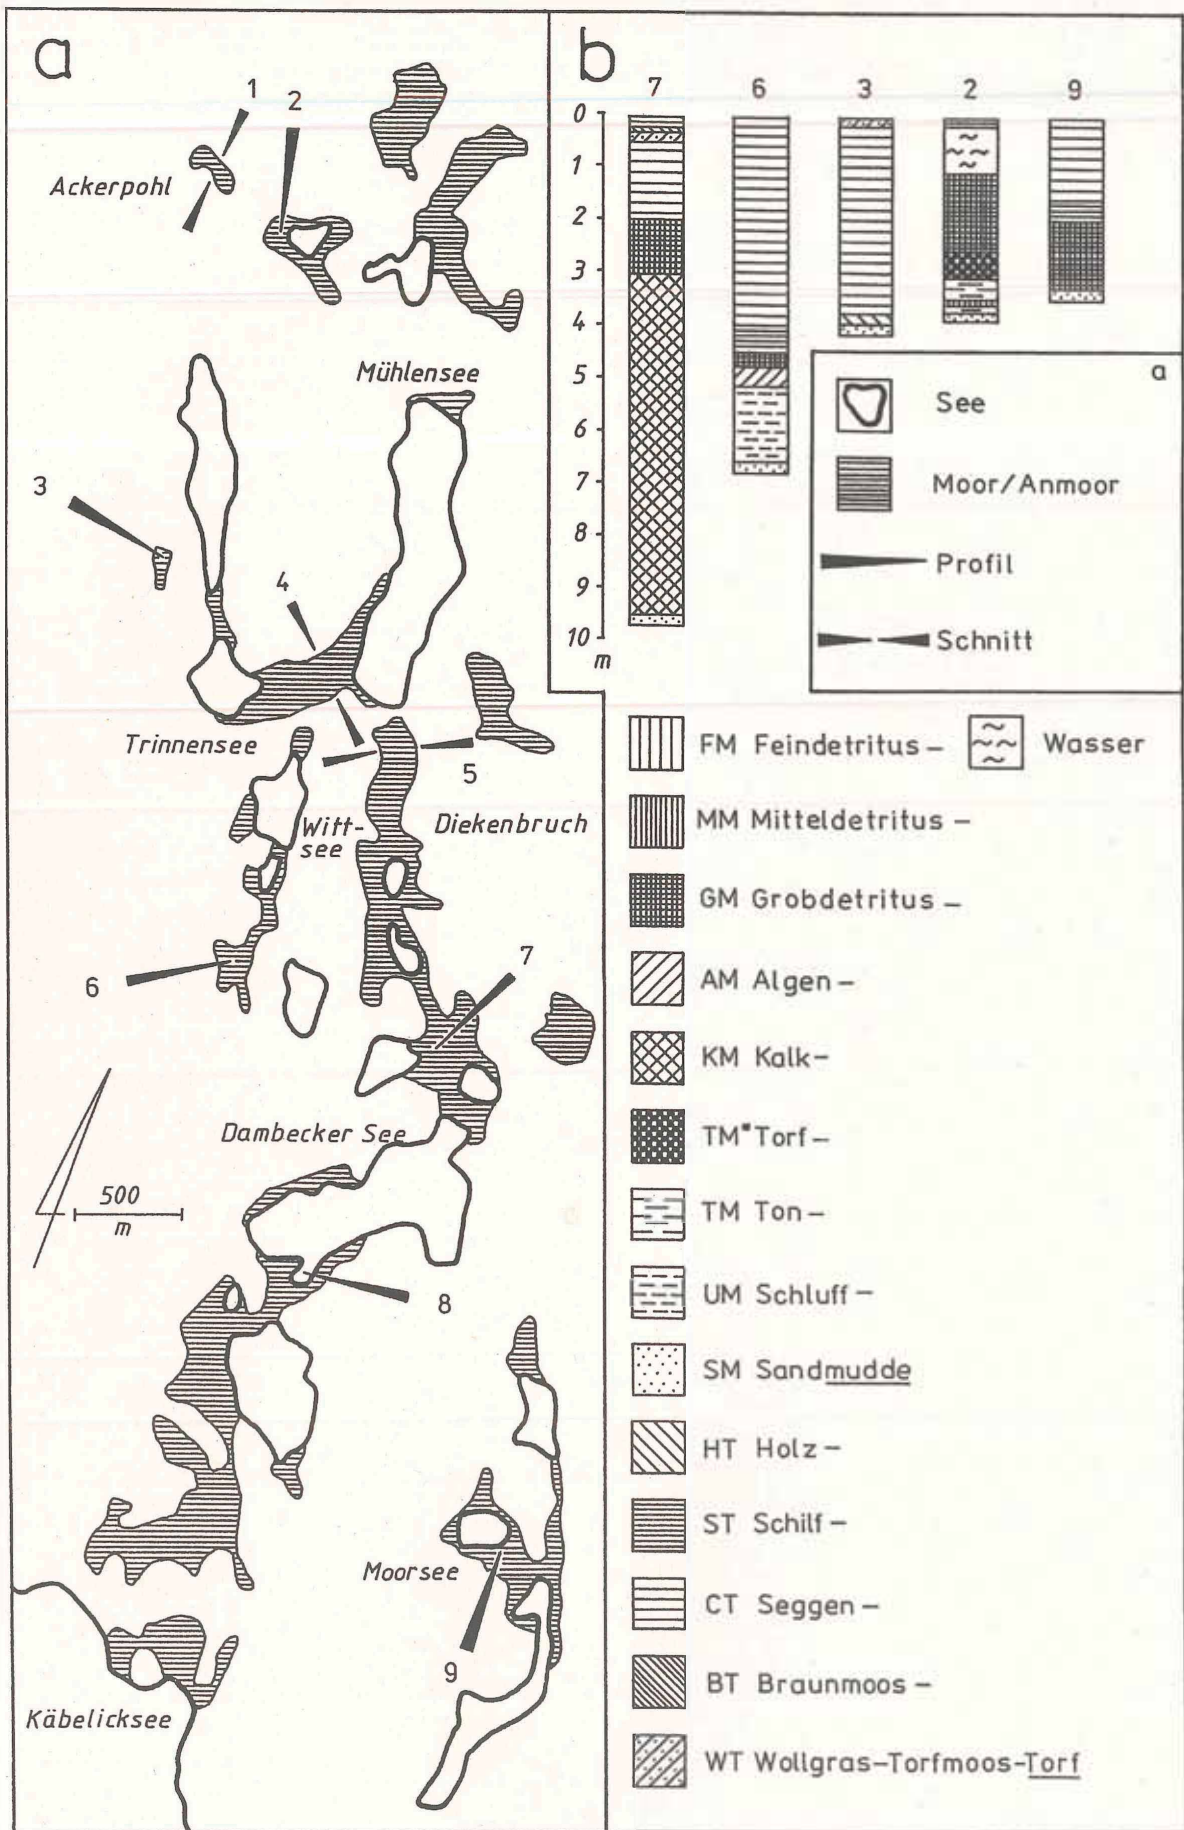 a
1
2
Ackerpohl
Mühlensee
3
4
Trinnensee
5
Witt-
see
Diekenbruch
6
7
Dambecker See
500
m
8
Moorsee
9
Käbelicksee
b
7 6 3 2 9
0
1
2
3
4
5
6
7
8
9
10
m
a
See
Moor/Anmoor
Profil
Schnitt
FM Feindetritus – Wasser
MM Mitteldetritus –
GM Grobdetritus –
AM Algen –
KM Kalk –
TM* Torf –
TM Ton –
UM Schluff –
SM Sandmudde
HT Holz –
ST Schilf –
CT Seggen –
BT Braunmoos –
WT Wollgras-Torfmoos-Torf